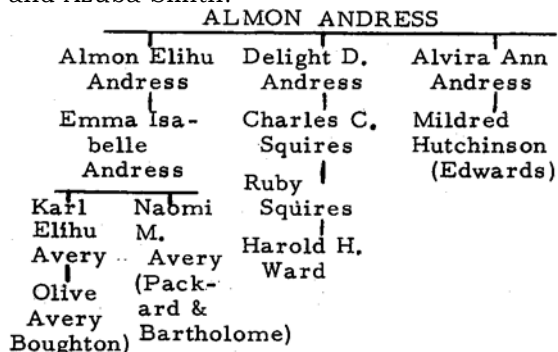 and Azuba Smith.
ALMON ANDRESS
Almon Elihu Delight D. Alvira Ann
Andress Andress Andress
Emma Isa- Charles C. Mildred
belle Squires Hutchinson
Andress Ruby (Edwards)
Karl Naomi Squires
Elihu M. Harold H.
Avery Avery Ward
Olive (Pack-
Avery ard &
Boughton) Bartholome)